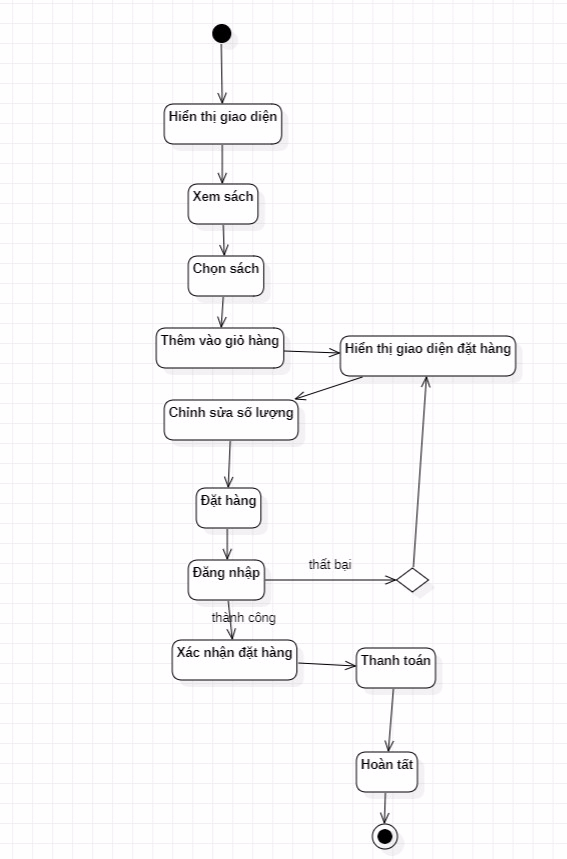 Hiển thị giao diện
Xem sách
Chọn sách
Thêm vào giỏ hàng
Hiển thị giao diện đặt hàng
Chỉnh sửa số lượng
Đặt hàng
Đăng nhập
thất bại
thành công
Xác nhận đặt hàng
Thanh toán
Hoàn tất